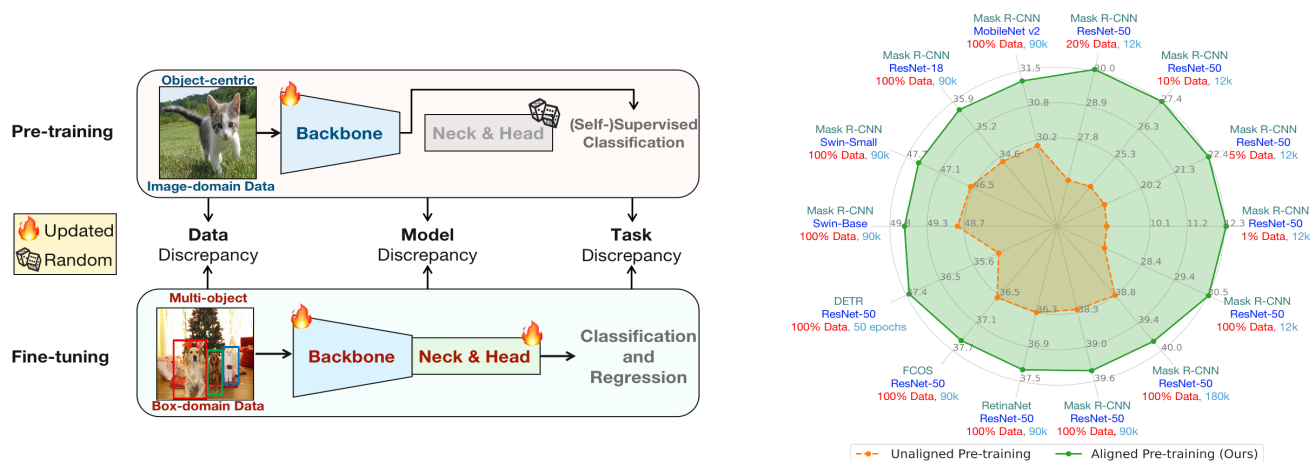 Pre-training
Object-centric
Image-domain Data
Backbone
Neck & Head
(Self-)Supervised
Classification
Updated
Random
Data
Discrepancy
Model
Discrepancy
Task
Discrepancy
Fine-tuning
Multi-object
Box-domain Data
Backbone
Neck & Head
Classification
and
Regression
Mask R-CNN
MobileNet v2
100% Data, 90k
31.5
30.8
30.2
Mask R-CNN
ResNet-50
20% Data, 12k
30.0
28.9
27.8
Mask R-CNN
ResNet-50
10% Data, 12k
27.4
26.3
25.3
Mask R-CNN
ResNet-50
5% Data, 12k
22.4
21.3
20.2
Mask R-CNN
ResNet-50
1% Data, 12k
12.3
11.2
10.1
Mask R-CNN
ResNet-50
100% Data, 12k
30.5
29.4
28.4
Mask R-CNN
ResNet-50
100% Data, 180k
40.0
39.4
38.8
Mask R-CNN
ResNet-50
100% Data, 90k
39.6
39.0
38.3
RetinaNet
ResNet-50
100% Data, 90k
37.5
36.9
36.3
FCOS
ResNet-50
100% Data, 90k
37.7
37.1
36.5
DETR
ResNet-50
100% Data, 50 epochs
37.4
36.5
35.6
Mask R-CNN
Swin-Base
100% Data, 90k
49.8
49.3
48.7
Mask R-CNN
Swin-Small
100% Data, 90k
47.7
47.1
46.5
Mask R-CNN
ResNet-18
100% Data, 90k
35.9
35.2
34.6
Unaligned Pre-training
Aligned Pre-training (Ours)